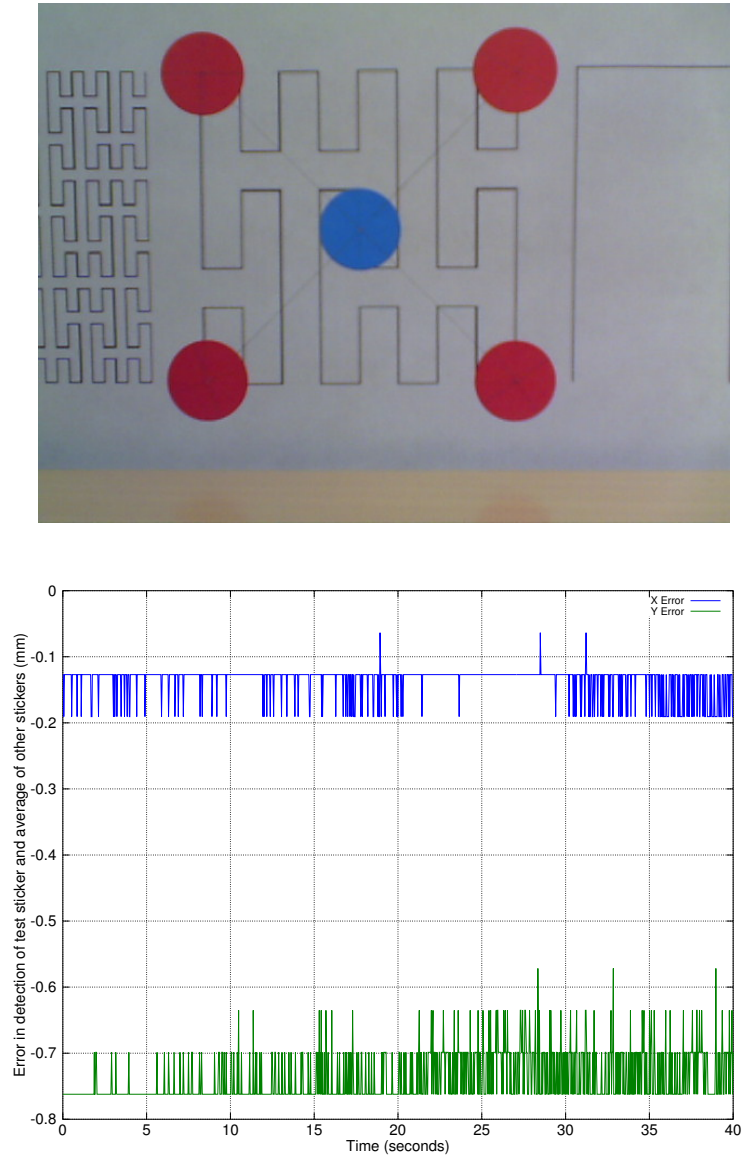 0
-0.1
-0.2
-0.3
-0.4
-0.5
-0.6
-0.7
-0.8
0 5 10 15 20 25 30 35 40
X Error
Y Error
Error in detection of test sticker and average of other stickers (mm)
Time (seconds)